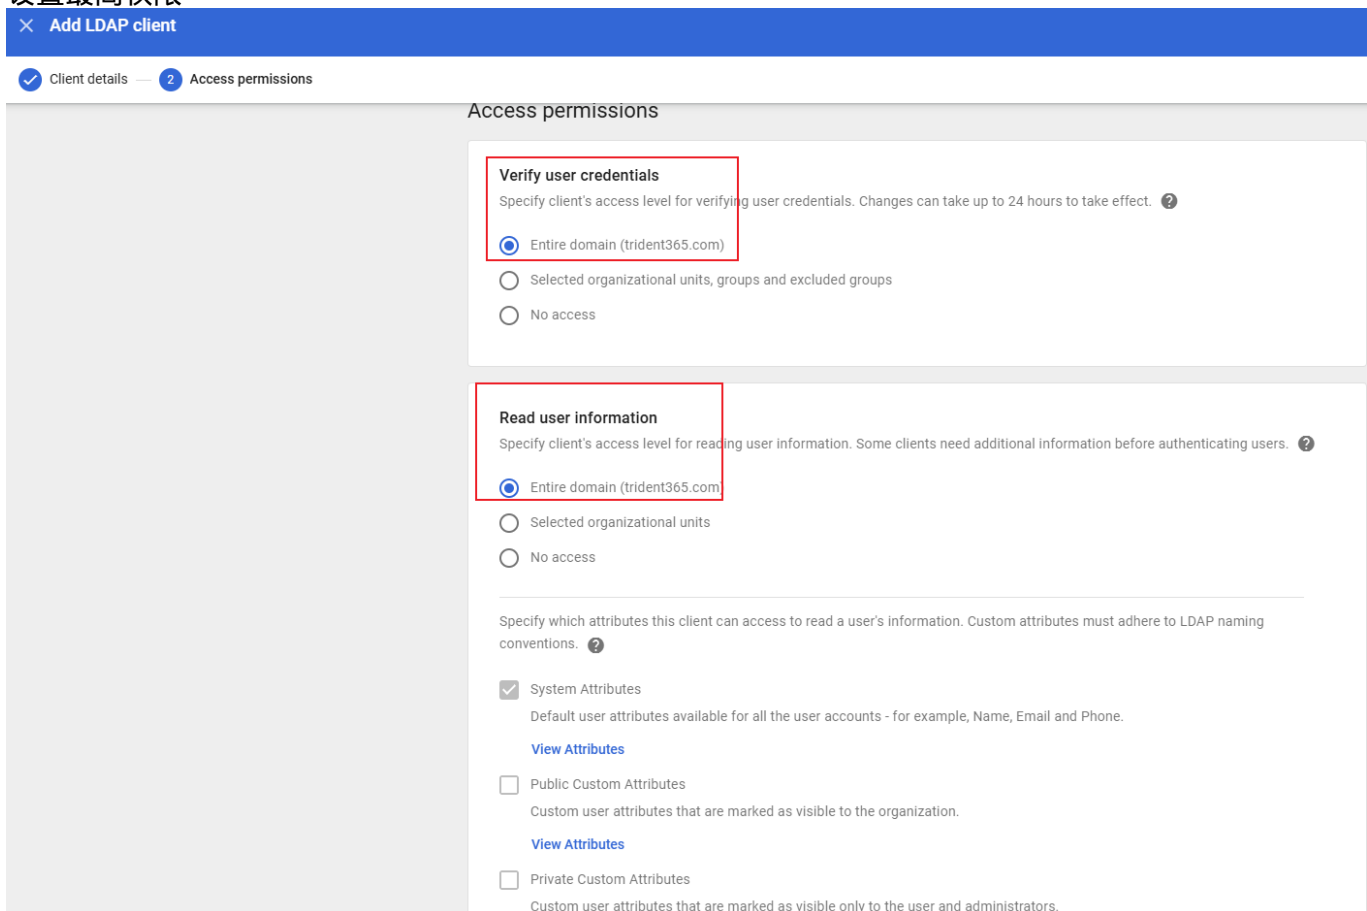 设置最高权限
Add LDAP client
Client details
2 Access permissions
Access permissions
Verify user credentials
Specify client's access level for verifying user credentials. Changes can take up to 24 hours to take effect. ?
Entire domain (trident365.com)
Selected organizational units, groups and excluded groups
No access
Read user information
Specify client's access level for reading user information. Some clients need additional information before authenticating users. ?
Entire domain (trident365.com)
Selected organizational units
No access
Specify which attributes this client can access to read a user's information. Custom attributes must adhere to LDAP naming
conventions. ?
System Attributes
Default user attributes available for all the user accounts - for example, Name, Email and Phone.
View Attributes
Public Custom Attributes
Custom user attributes that are marked as visible to the organization.
View Attributes
Private Custom Attributes
Custom user attributes that are marked as visible only to the user and administrators.